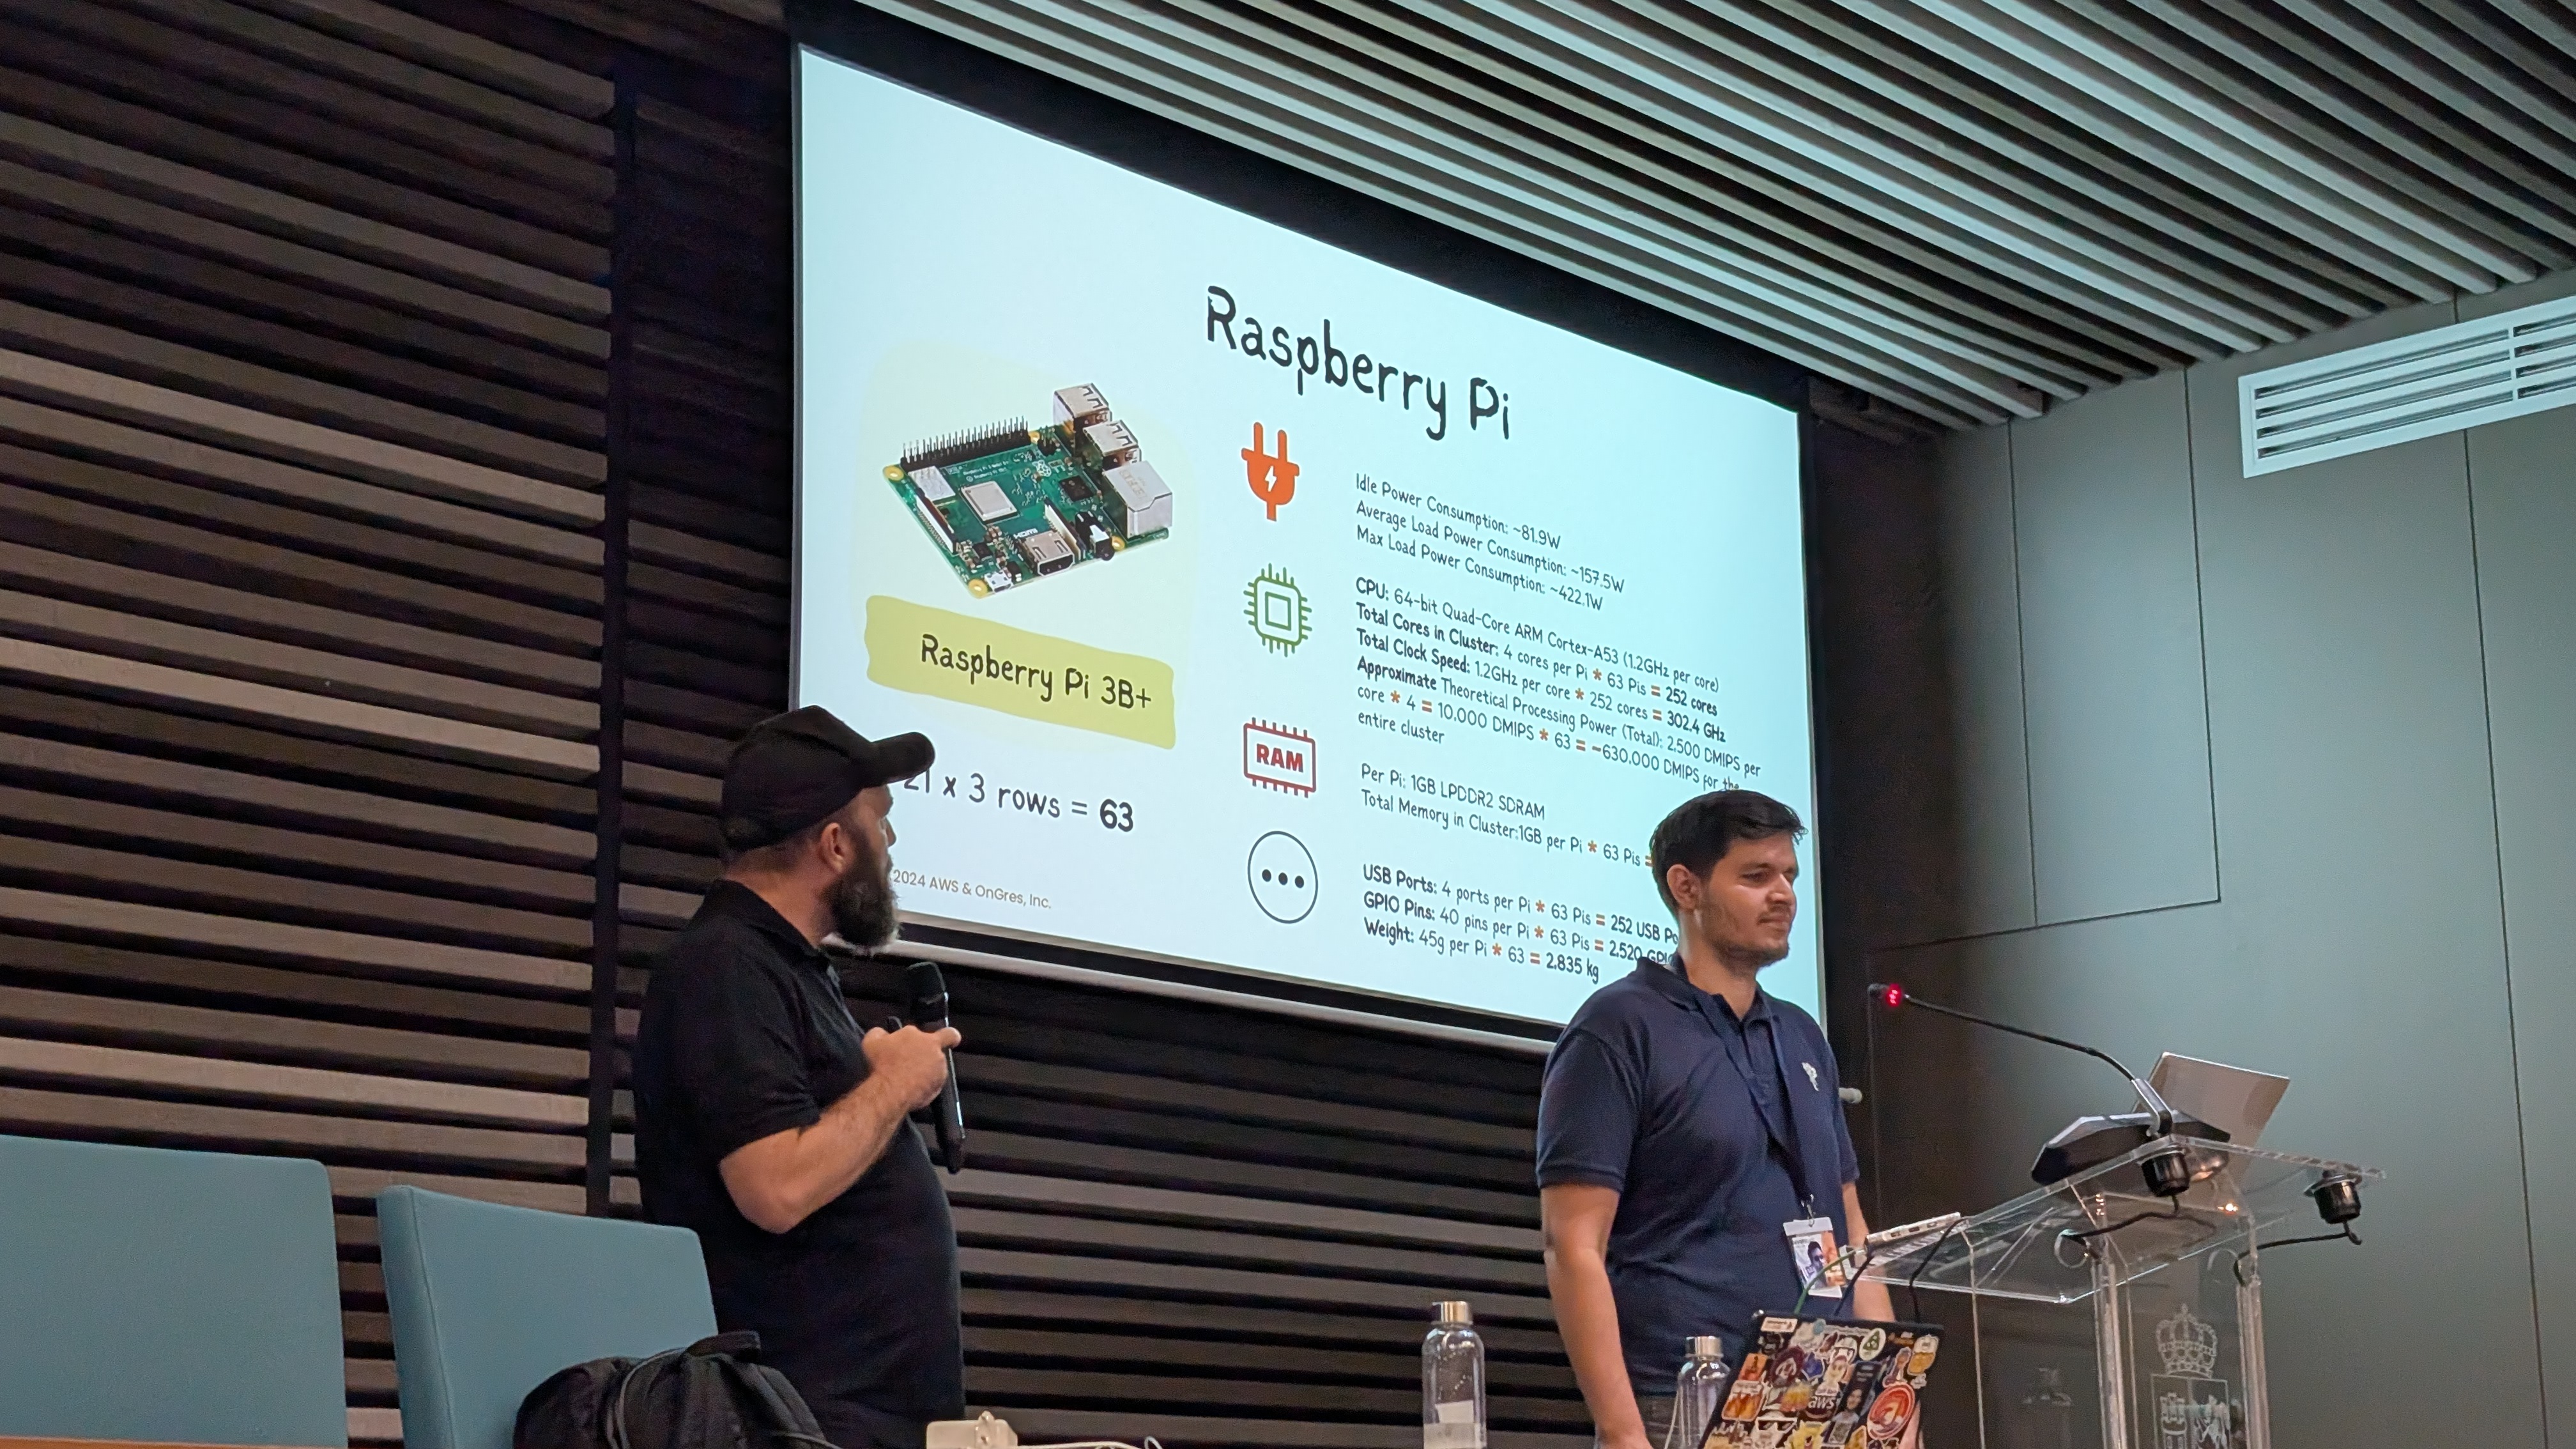 Raspberry Pi
Raspberry Pi 3B+
21 x 3 rows = 63
2024 AWS & OnGres, Inc.
Idle Power Consumption: ~81.9W
Average Load Power Consumption: ~157.5W
Max Load Power Consumption: ~422.1W
CPU: 64-bit Quad-Core ARM Cortex-A53 (1.2GHz per core)
Total Cores in Cluster: 4 cores per Pi * 63 Pis = 252 cores
Total Clock Speed: 1.2GHz per core * 252 cores = 302.4 GHz
Approximate Theoretical Processing Power (Total): 2,500 DMIPS per
core * 4 = 10,000 DMIPS * 63 = ~630,000 DMIPS for the
entire cluster
RAM
Per Pi: 1GB LPDDR2 SDRAM
Total Memory in Cluster:1GB per Pi * 63 Pis =
USB Ports: 4 ports per Pi * 63 Pis = 252 USB Po
GPIO Pins: 40 pins per Pi * 63 Pis = 2,520 GPIO
Weight: 45g per Pi * 63 = 2.835 kg
aws